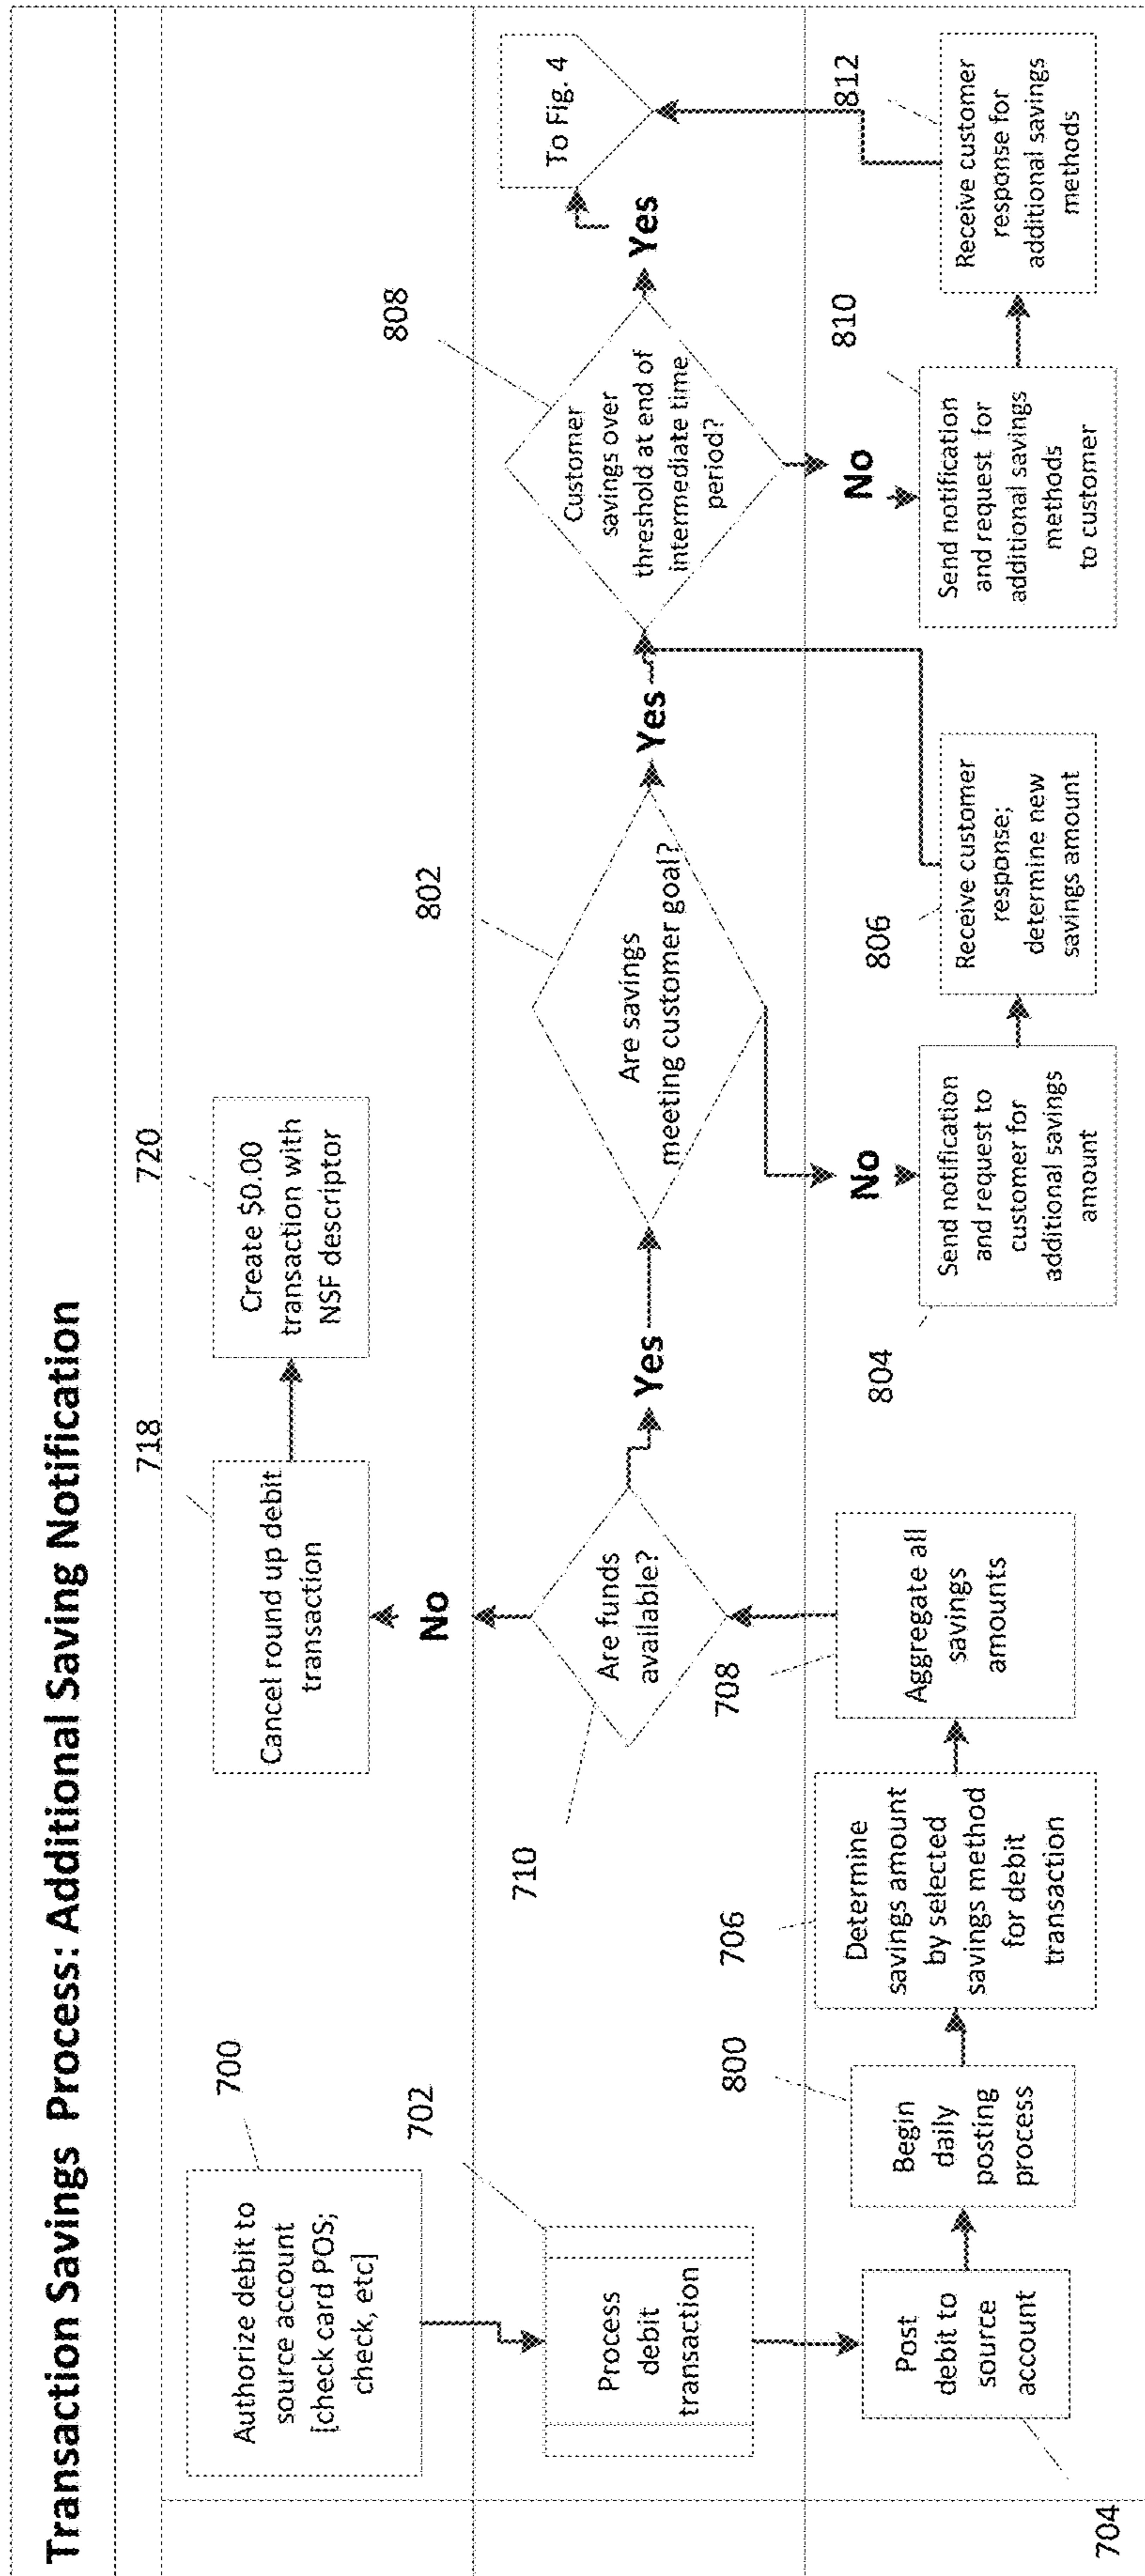 Transaction Savings Process: Additional Saving Notification
700
Authorize debit to
source account
[check card POS;
check, etc]
702
Process
debit
transaction
704
Post
debit to
source
account
800
Begin
daily
posting
process
706
Determine
savings amount
by selected
savings method
for debit
transaction
708
Aggregate all
savings
amounts
710
Are funds
available?
No
718
Cancel round up debit
transaction
720
Create $0.00
transaction with
NSF descriptor
Yes
802
Are savings
meeting customer goal?
No
804
Send notification
and request to
customer for
additional savings
amount
806
Receive customer
response;
determine new
savings amount
Yes
808
Customer
savings over
threshold at end of
intermediate time
period?
No
810
Send notification
and request for
additional savings
methods
to customer
812
Receive customer
response for
additional savings
methods
Yes
To Fig. 4